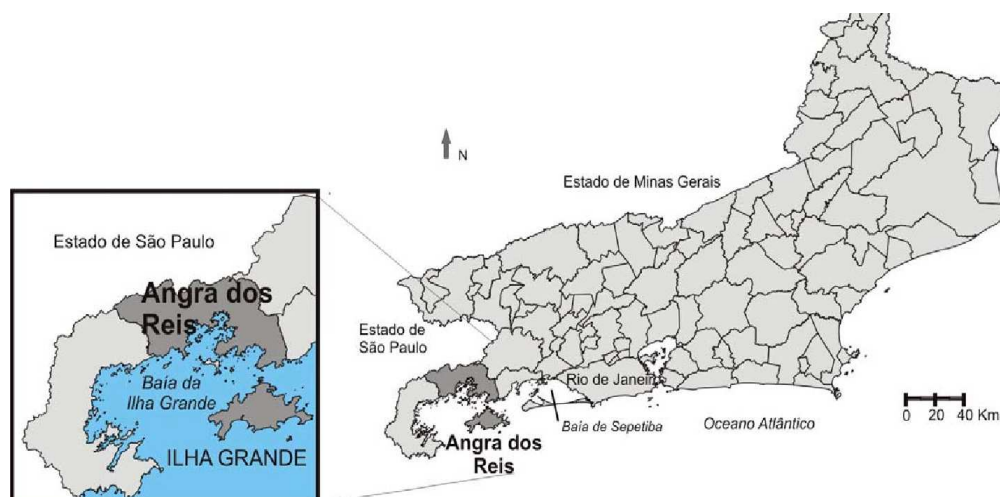 N
Estado de Minas Gerais
Estado de São Paulo
Angra dos
Reis
Baía da
Ilha Grande
ILHA GRANDE
Estado de
São Paulo
Rio de Janeiro
Baia de Sepetiba
Oceano Atlântico
Angra dos
Reis
0 20 40 Km